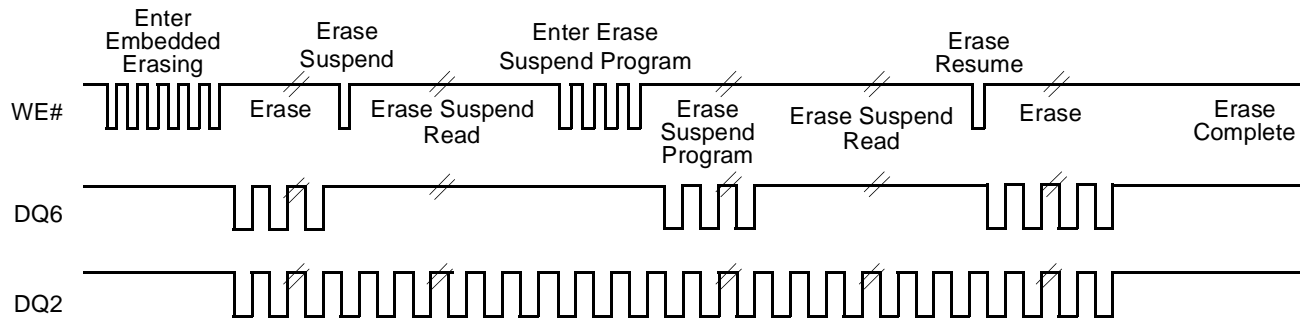 Enter
Embedded
Erasing
Erase
Suspend
Enter Erase
Suspend Program
Erase
Resume
WE#
Erase
Erase Suspend
Read
Erase
Suspend
Program
Erase Suspend
Read
Erase
Erase
Complete
DQ6
DQ2